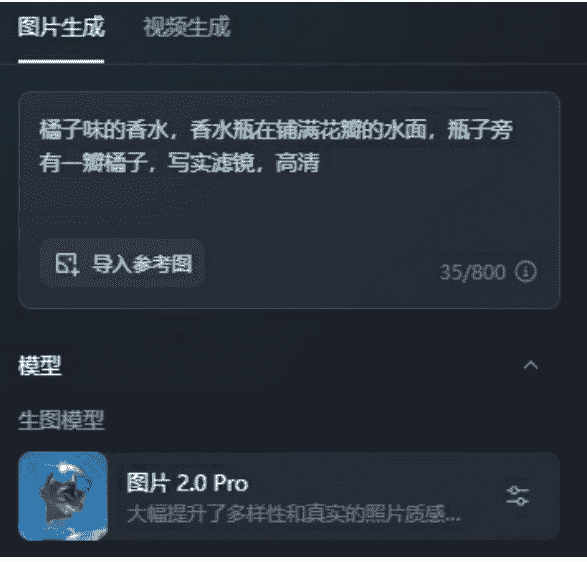 图片生成 视频生成
橘子味的香水，香水瓶在铺满花瓣的水面，瓶子旁
有一瓣橘子，写实滤镜，高清
导入参考图
35/800
模型
生图模型
图片 2.0 Pro
大幅提升了多样性和真实的照片质感...